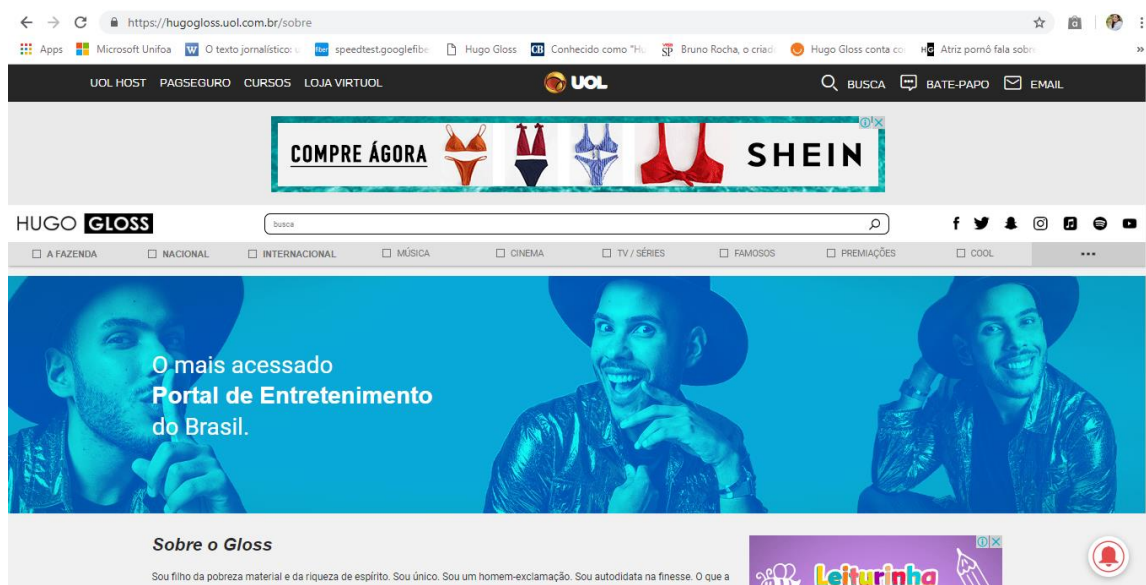 https://hugogloss.uol.com.br/sobre
Apps Microsoft Unifoa O texto jornalístico: u speedtest.googlefibe Hugo Gloss Conhecido como "Hu Bruno Rocha, o criad Hugo Gloss conta co Atriz pornô fala sobre
UOL HOST PAGSEGURO CURSOS LOJA VIRTUOL UOL BUSCA BATE-PAPO EMAIL
COMPRE ÁGORA SHEIN
HUGO GLOSS busca
A FAZENDA NACIONAL INTERNACIONAL MÚSICA CINEMA TV / SÉRIES FAMOSOS PREMIAÇÕES COOL
O mais acessado
Portal de Entretenimento
do Brasil.
Sobre o Gloss
Sou filho da pobreza material e da riqueza de espírito. Sou único. Sou um homem-exclamação. Sou autodidata na finesse. O que a
Leiturinha